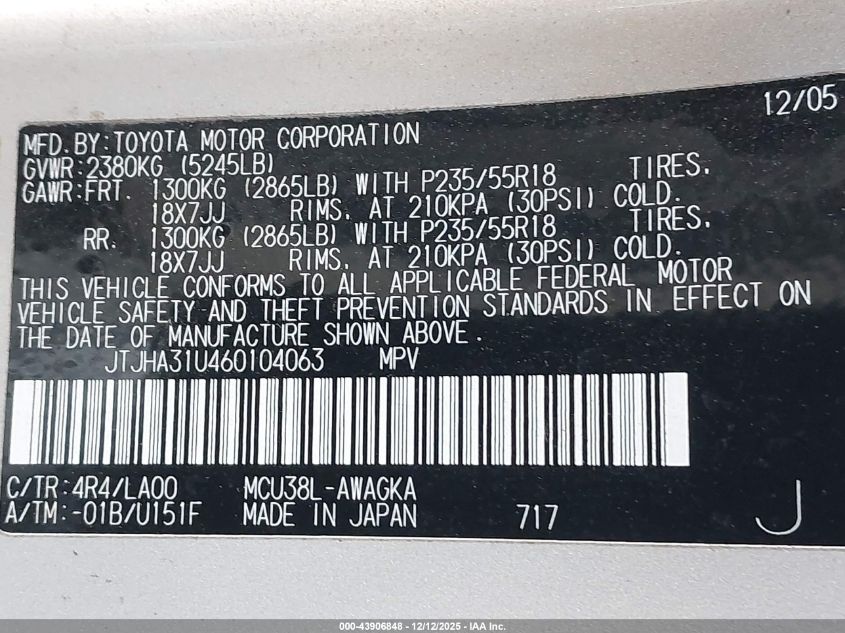 12/05
MFD. BY: TOYOTA MOTOR CORPORATION
GVWR: 2380KG (5245LB)
GAWR: FRT. 1300KG (2865LB) WITH P235/55R18 TIRES,
18X7JJ RIMS, AT 210KPA (30PSI) COLD.
RR. 1300KG (2865LB) WITH P235/55R18 TIRES,
18X7JJ RIMS, AT 210KPA (30PSI) COLD.
THIS VEHICLE CONFORMS TO ALL APPLICABLE FEDERAL MOTOR
VEHICLE SAFETY AND THEFT PREVENTION STANDARDS IN EFFECT ON
THE DATE OF MANUFACTURE SHOWN ABOVE.
JTJHA31U460104063 MPV
C/TR: 4R4/LA00 MCU38L-AWAGKA
A/TM: -01B/U151F MADE IN JAPAN 717 J
000-43906848 - 12/12/2025 - IAA Inc.